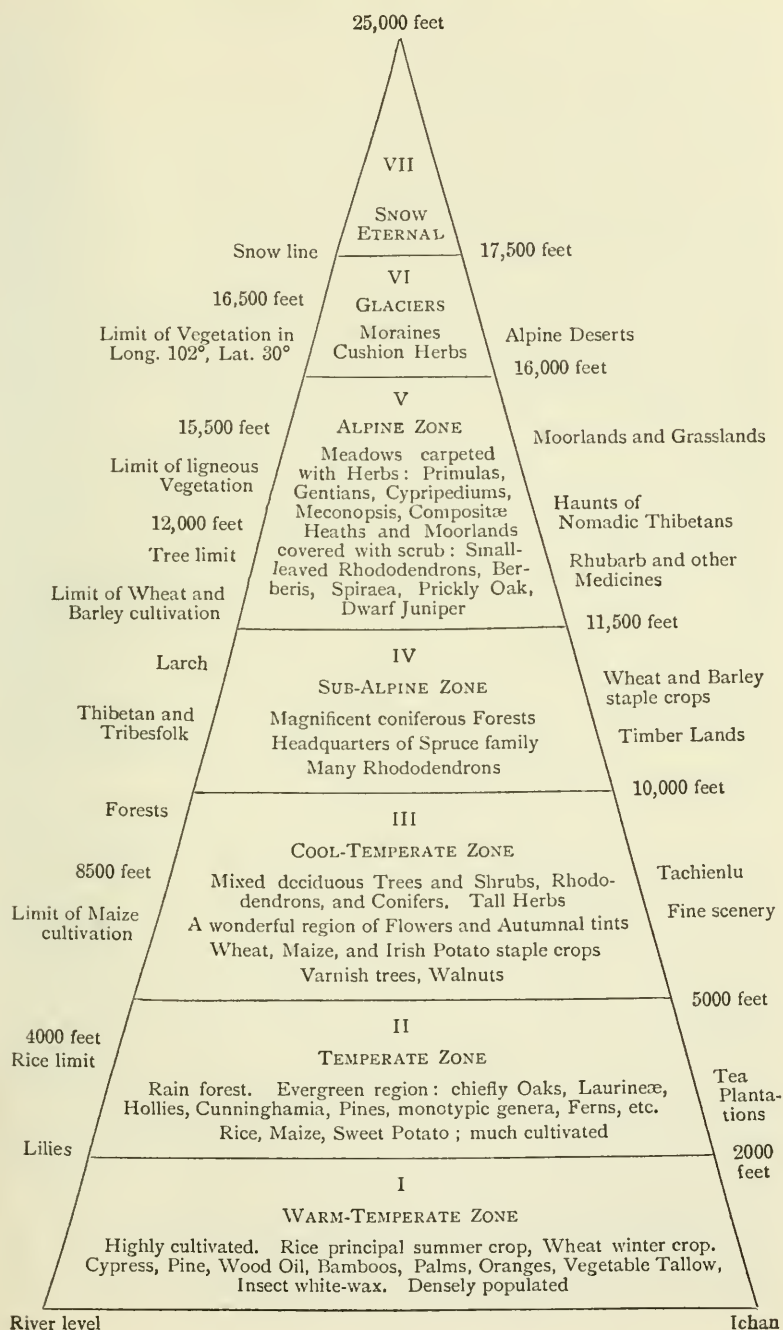 25,000 feet
VII
SNOW
ETERNAL
Snow line
17,500 feet
VI
16,500 feet
GLACIERS
Limit of Vegetation in
Long. 102°, Lat. 30°
Moraines
Cushion Herbs
Alpine Deserts
16,000 feet
V
15,500 feet
ALPINE ZONE
Moorlands and Grasslands
Limit of ligneous
Vegetation
Meadows carpeted
with Herbs : Primulas,
Gentians, Cypripediums,
Meconopsis, Compositæ
Heaths and Moorlands
covered with scrub : Small-
leaved Rhododendrons, Ber-
beris, Spiraea, Prickly Oak,
Dwarf Juniper
12,000 feet
Tree limit
Haunts of
Nomadic Thibetans
Rhubarb and other
Medicines
Limit of Wheat and
Barley cultivation
11,500 feet
IV
Larch
SUB-ALPINE ZONE
Wheat and Barley
staple crops
Thibetan and
Tribesfolk
Magnificent coniferous Forests
Headquarters of Spruce family
Many Rhododendrons
Timber Lands
10,000 feet
Forests
III
COOL-TEMPERATE ZONE
8500 feet
Tachienlu
Mixed deciduous Trees and Shrubs, Rhodo-
dendrons, and Conifers. Tall Herbs
Limit of Maize
cultivation
Fine scenery
A wonderful region of Flowers and Autumnal tints
Wheat, Maize, and Irish Potato staple crops
Varnish trees, Walnuts
5000 feet
II
4000 feet
Rice limit
TEMPERATE ZONE
Rain forest. Evergreen region : chiefly Oaks, Laurineæ,
Hollies, Cunninghamia, Pines, monotypic genera, Ferns, etc.
Rice, Maize, Sweet Potato ; much cultivated
Tea
Planta-
tions
Lilies
2000
feet
I
WARM-TEMPERATE ZONE
Highly cultivated. Rice principal summer crop, Wheat winter crop.
Cypress, Pine, Wood Oil, Bamboos, Palms, Oranges, Vegetable Tallow,
Insect white-wax. Densely populated
River level
Ichan